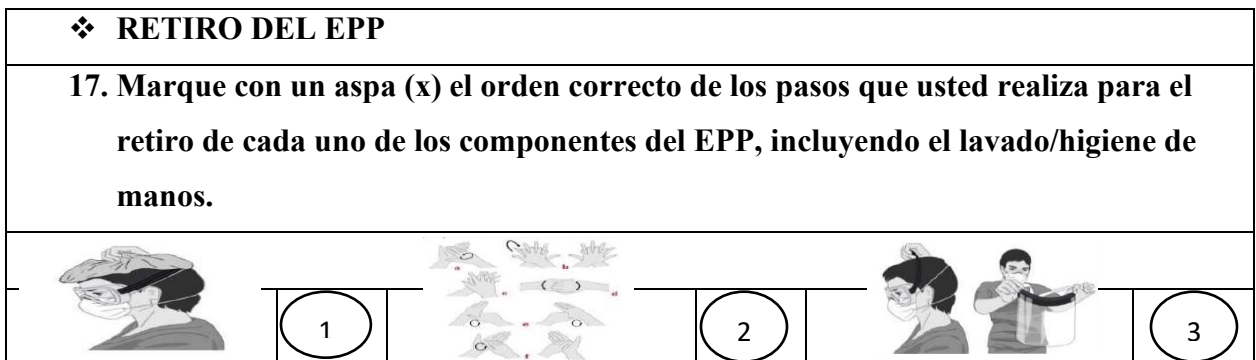 ❖ RETIRO DEL EPP
17. Marque con un aspa (x) el orden correcto de los pasos que usted realiza para el
retiro de cada uno de los componentes del EPP, incluyendo el lavado/higiene de
manos.
1
2
3